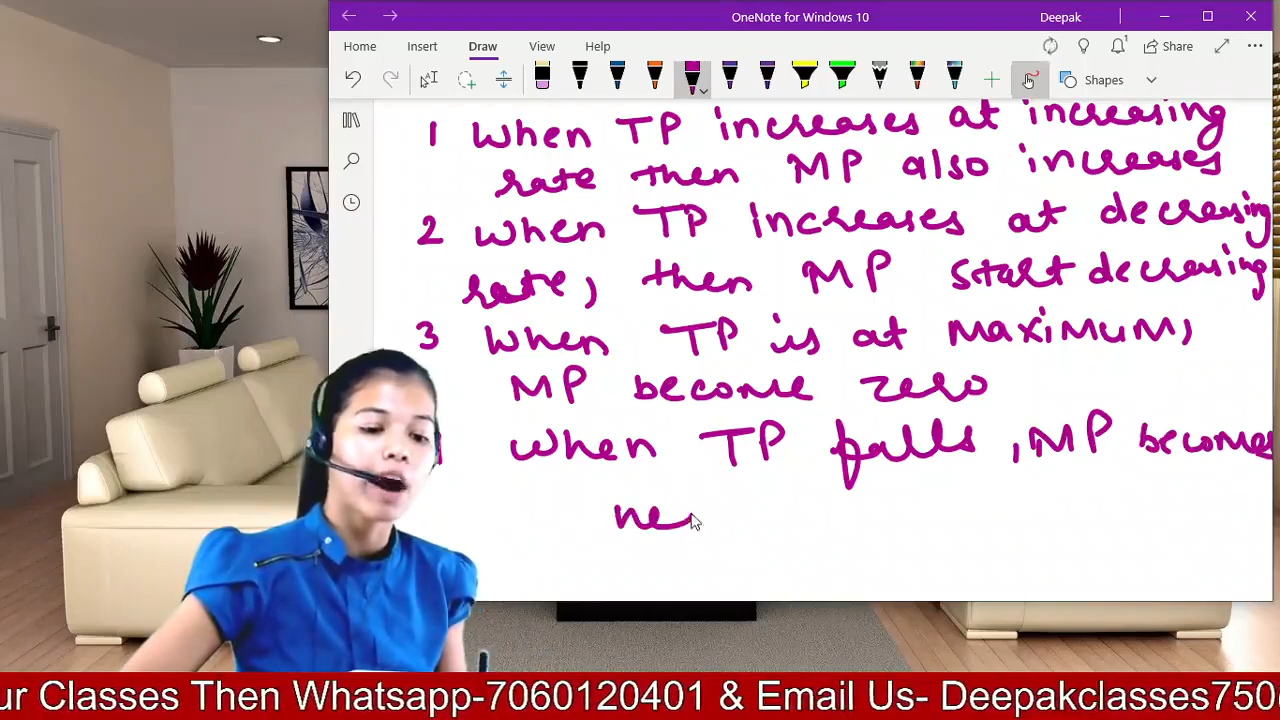 OneNote for Windows 10
Deepak
Home Insert Draw View Help
Share
Shapes
1 When TP increases at increasing
rate then MP also increases
2 When TP increases at decreasing
rate, then MP start decreasing
3 When TP is at maximum,
MP become zero
When TP falls, MP becomes
ne
ur Classes Then Whatsapp-7060120401 & Email Us- Deepakclasses750